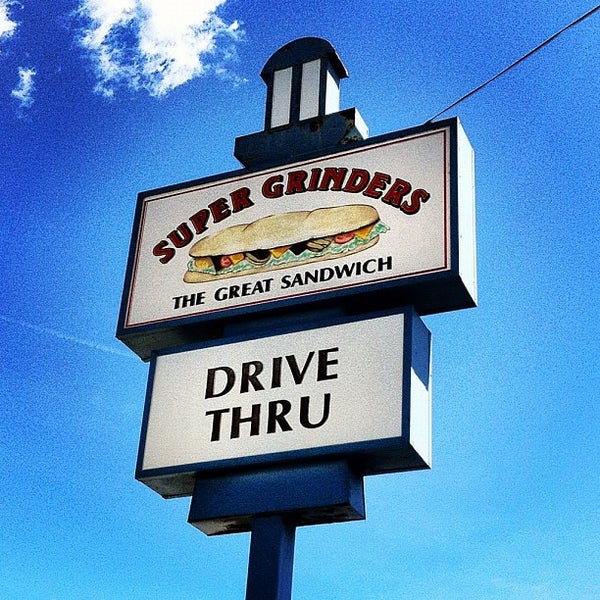 SUPER GRINDERS
THE GREAT SANDWICH
DRIVE
THRU